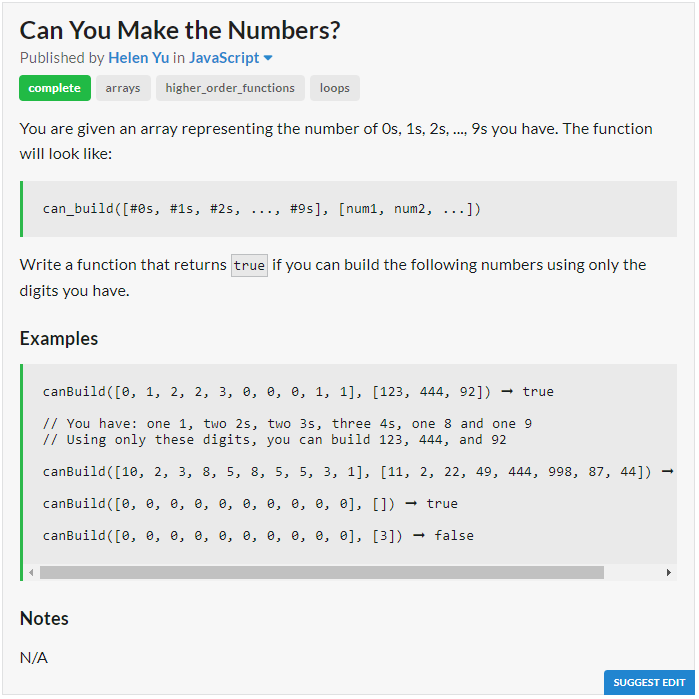 Can You Make the Numbers?
Published by Helen Yu in JavaScript
complete arrays higher_order_functions loops
You are given an array representing the number of 0s, 1s, 2s, ..., 9s you have. The function
will look like:
can_build([#0s, #1s, #2s, ..., #9s], [num1, num2, ...])
Write a function that returns true if you can build the following numbers using only the
digits you have.
Examples
canBuild([0, 1, 2, 2, 3, 0, 0, 0, 1, 1], [123, 444, 92]) ➞ true
// You have: one 1, two 2s, two 3s, three 4s, one 8 and one 9
// Using only these digits, you can build 123, 444, and 92
canBuild([10, 2, 3, 8, 5, 8, 5, 5, 3, 1], [11, 2, 22, 49, 444, 998, 87, 44]) ➞
canBuild([0, 0, 0, 0, 0, 0, 0, 0, 0, 0], []) ➞ true
canBuild([0, 0, 0, 0, 0, 0, 0, 0, 0, 0], [3]) ➞ false
Notes
N/A
SUGGEST EDIT